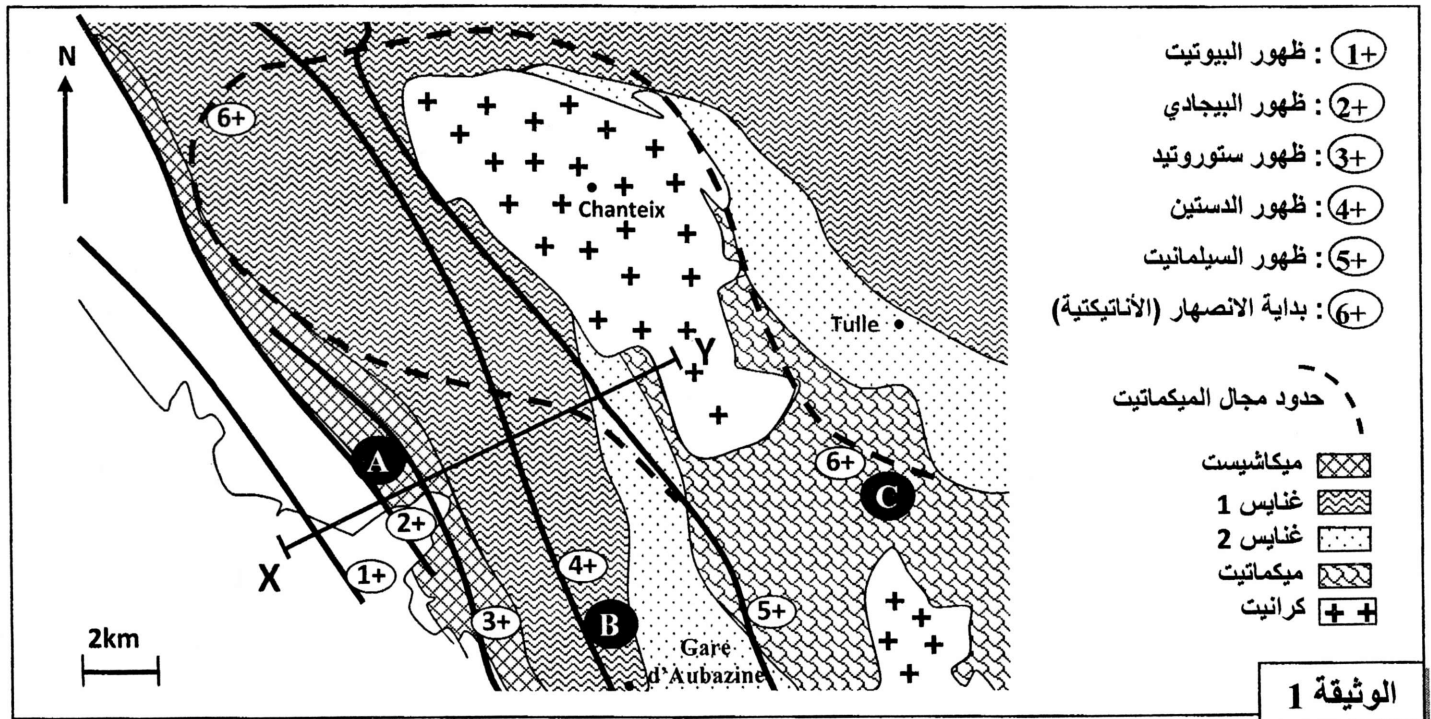 N
6+
Chanteix
Tulle
Y
A
6+
C
2+
X
1+
4+
3+
B
5+
2km
Gare
d'Aubazine
1+ : ظهور البيوتيت
2+ : ظهور البيجادي
3+ : ظهور ستوروتيد
4+ : ظهور الدستين
5+ : ظهور السيلمانيت
6+ : بداية الانصهار (الأناتيكتية)
حدود مجال الميكماتيت
ميكاشيست
غنايس 1
غنايس 2
ميكماتيت
كرانيت
الوثيقة 1